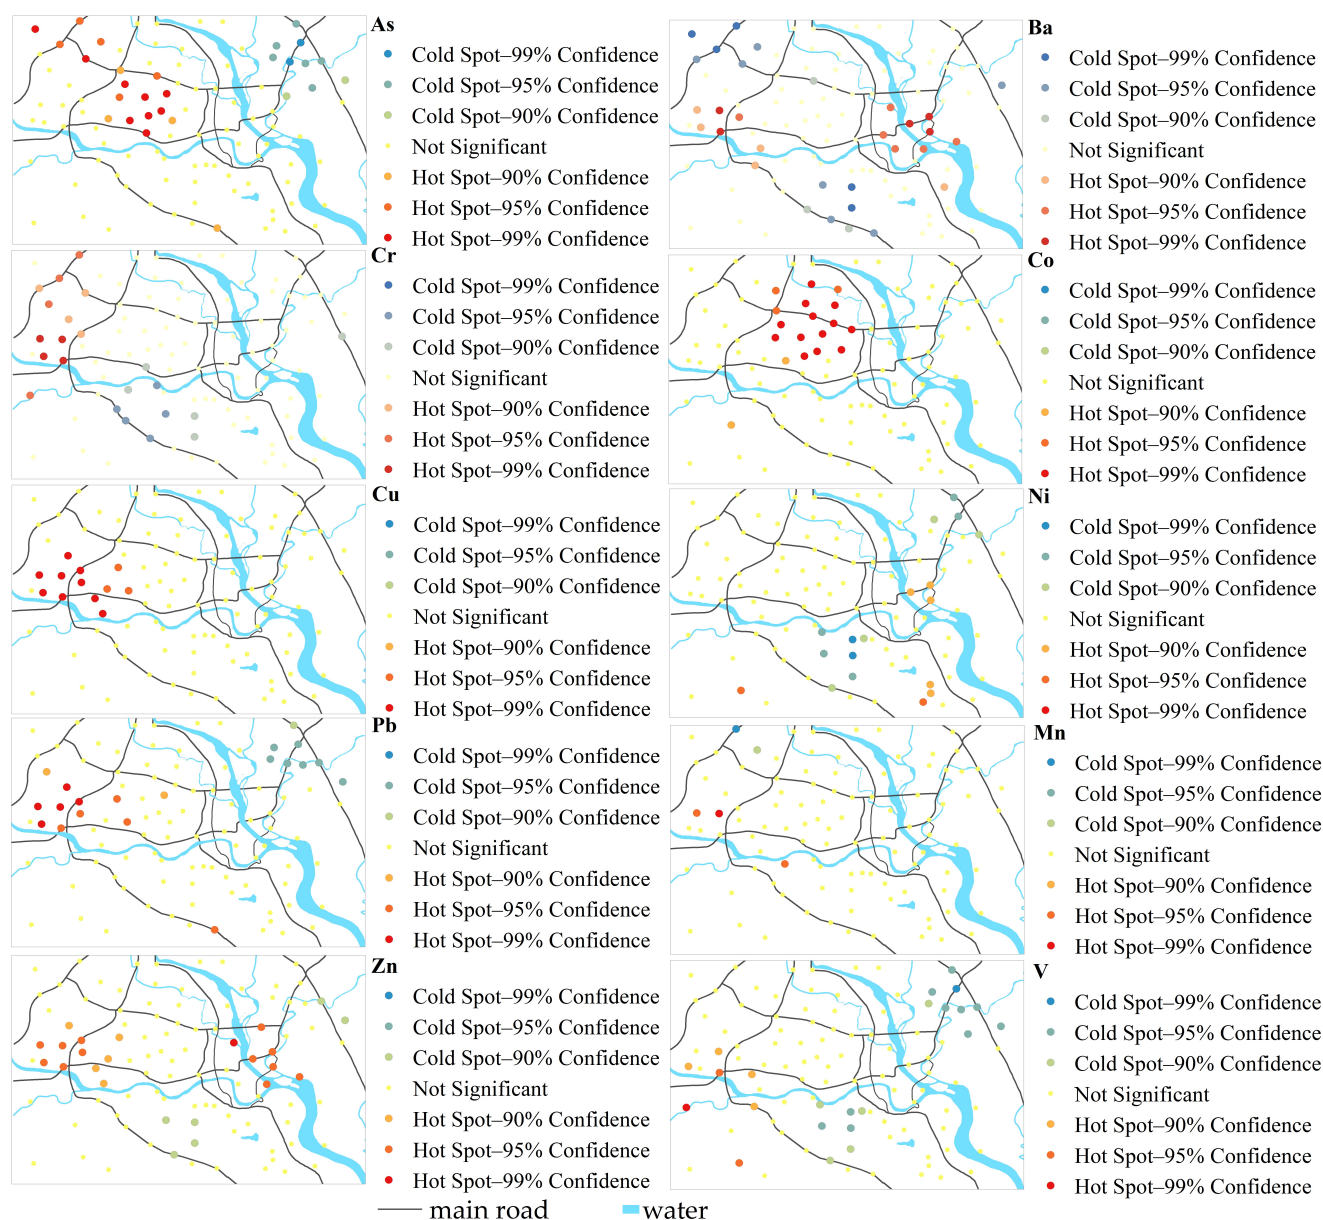 As
Cold Spot–99% Confidence
Cold Spot–95% Confidence
Cold Spot–90% Confidence
Not Significant
Hot Spot–90% Confidence
Hot Spot–95% Confidence
Hot Spot–99% Confidence
Ba
Cold Spot–99% Confidence
Cold Spot–95% Confidence
Cold Spot–90% Confidence
Not Significant
Hot Spot–90% Confidence
Hot Spot–95% Confidence
Hot Spot–99% Confidence
Cr
Cold Spot–99% Confidence
Cold Spot–95% Confidence
Cold Spot–90% Confidence
Not Significant
Hot Spot–90% Confidence
Hot Spot–95% Confidence
Hot Spot–99% Confidence
Co
Cold Spot–99% Confidence
Cold Spot–95% Confidence
Cold Spot–90% Confidence
Not Significant
Hot Spot–90% Confidence
Hot Spot–95% Confidence
Hot Spot–99% Confidence
Cu
Cold Spot–99% Confidence
Cold Spot–95% Confidence
Cold Spot–90% Confidence
Not Significant
Hot Spot–90% Confidence
Hot Spot–95% Confidence
Hot Spot–99% Confidence
Ni
Cold Spot–99% Confidence
Cold Spot–95% Confidence
Cold Spot–90% Confidence
Not Significant
Hot Spot–90% Confidence
Hot Spot–95% Confidence
Hot Spot–99% Confidence
Pb
Cold Spot–99% Confidence
Cold Spot–95% Confidence
Cold Spot–90% Confidence
Not Significant
Hot Spot–90% Confidence
Hot Spot–95% Confidence
Hot Spot–99% Confidence
Mn
Cold Spot–99% Confidence
Cold Spot–95% Confidence
Cold Spot–90% Confidence
Not Significant
Hot Spot–90% Confidence
Hot Spot–95% Confidence
Hot Spot–99% Confidence
Zn
Cold Spot–99% Confidence
Cold Spot–95% Confidence
Cold Spot–90% Confidence
Not Significant
Hot Spot–90% Confidence
Hot Spot–95% Confidence
Hot Spot–99% Confidence
V
Cold Spot–99% Confidence
Cold Spot–95% Confidence
Cold Spot–90% Confidence
Not Significant
Hot Spot–90% Confidence
Hot Spot–95% Confidence
Hot Spot–99% Confidence
main road
water